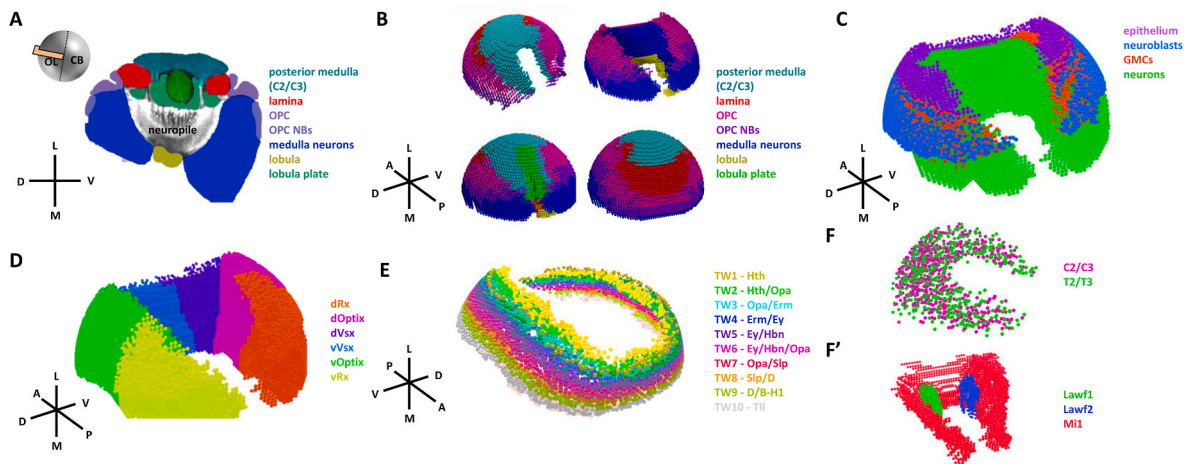 A
OL
CB
neuropile
posterior medulla
(C2/C3)
lamina
OPC
OPC NBs
medulla neurons
lobula
lobula plate
L
D
V
M
B
posterior medulla
(C2/C3)
lamina
OPC
OPC NBs
medulla neurons
lobula
lobula plate
L
A
V
D
P
M
C
epithelium
neuroblasts
GMCs
neurons
L
A
V
D
P
M
D
dRx
dOptix
dVsx
vVsx
vOptix
vRx
L
A
V
D
P
M
E
TW1 - Hth
TW2 - Hth/Opa
TW3 - Opa/Erm
TW4 - Erm/Ey
TW5 - Ey/Hbn
TW6 - Ey/Hbn/Opa
TW7 - Opa/Slp
TW8 - Slp/D
TW9 - D/B-H1
TW10 - Tll
L
P
D
V
A
M
F
C2/C3
T2/T3
F'
Lawf1
Lawf2
Mi1